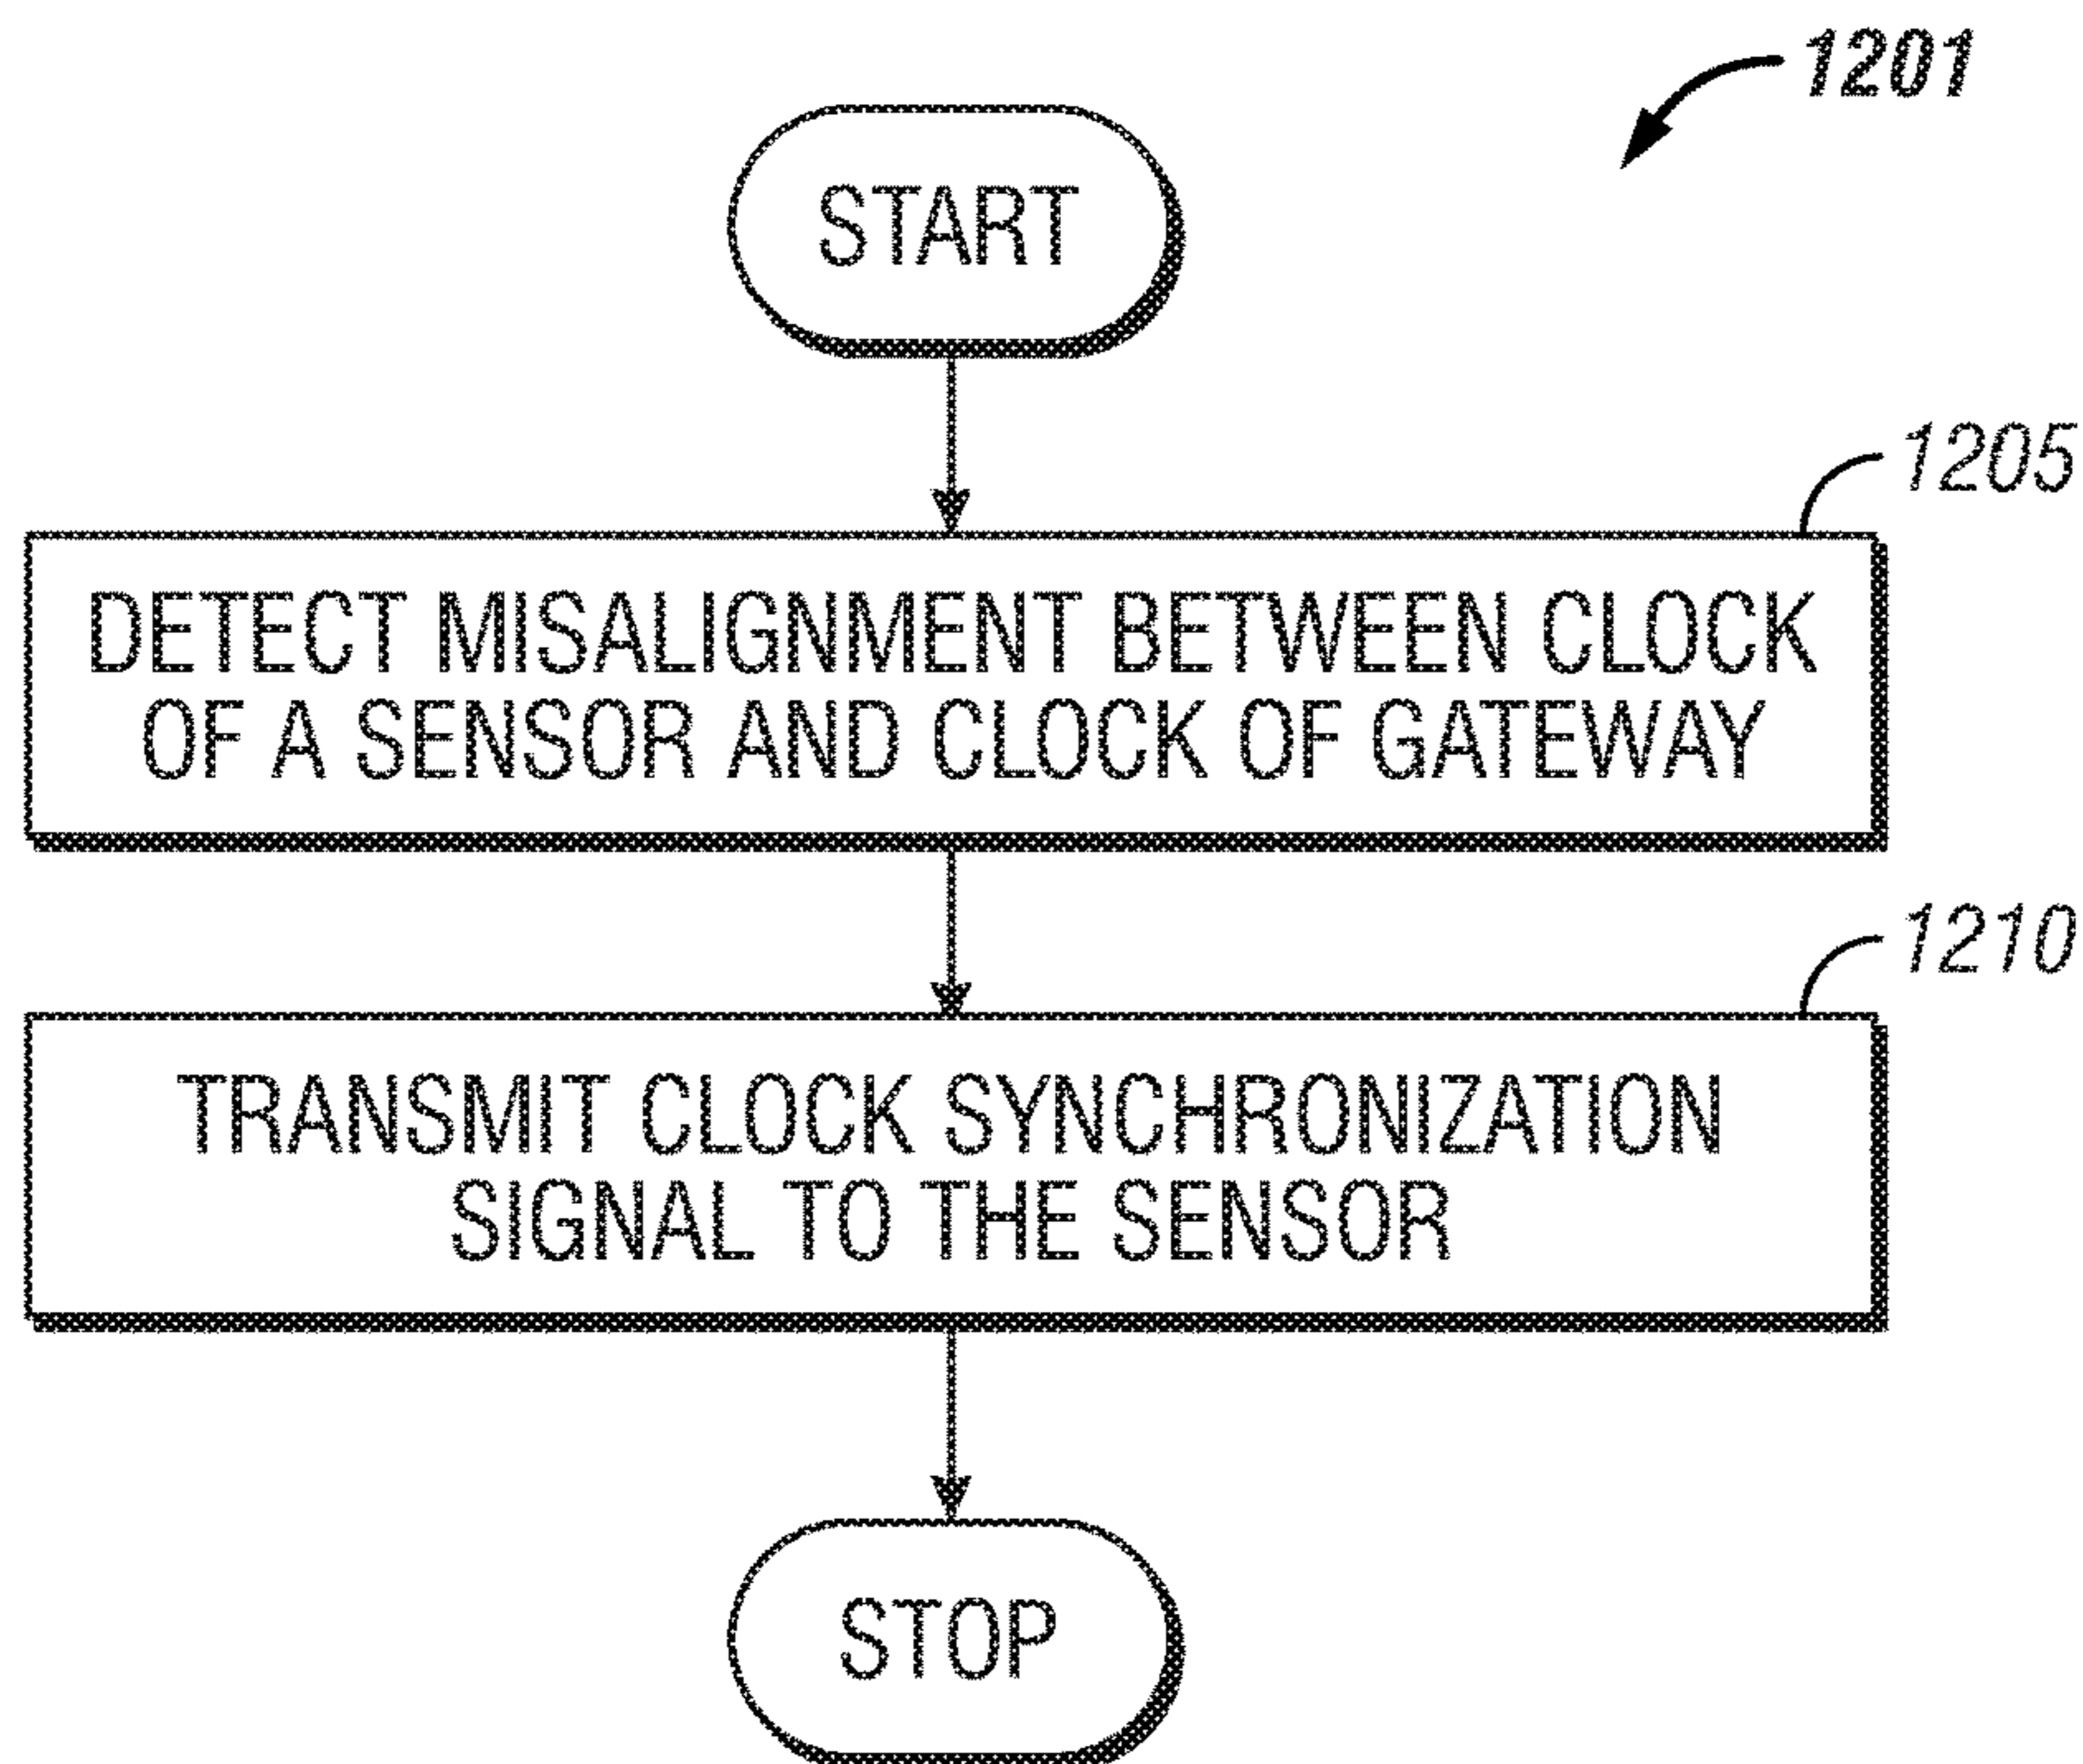 1201
START
1205
DETECT MISALIGNMENT BETWEEN CLOCK
OF A SENSOR AND CLOCK OF GATEWAY
1210
TRANSMIT CLOCK SYNCHRONIZATION
SIGNAL TO THE SENSOR
STOP